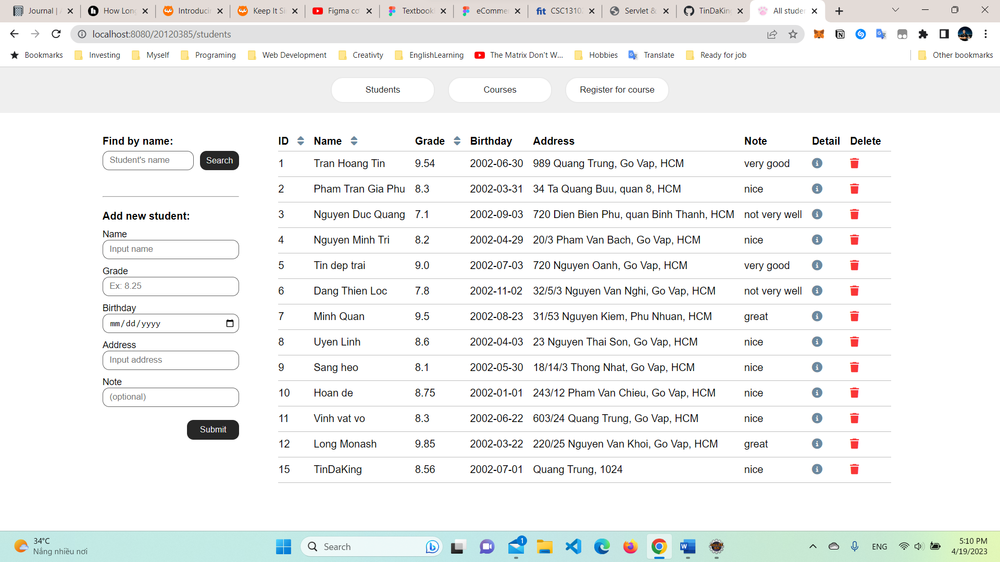 Journal | A
How Long
Introducin
Keep It Si
Figma cơ
Textbook
eCommer
fit CSC1310
Servlet &
TinDaKing
All studen
localhost:8080/20120385/students
Bookmarks Investing Myself Programing Web Development Creativty EnglishLearning The Matrix Don't W... Hobbies Translate Ready for job Other bookmarks
Students Courses Register for course
Find by name:
Student's name Search
Add new student:
Name
Input name
Grade
Ex: 8.25
Birthday
mm/dd/yyyy
Address
Input address
Note
(optional)
Submit
ID Name Grade Birthday Address Note Detail Delete
1 Tran Hoang Tin 9.54 2002-06-30 989 Quang Trung, Go Vap, HCM very good
2 Pham Tran Gia Phu 8.3 2002-03-31 34 Ta Quang Buu, quan 8, HCM nice
3 Nguyen Duc Quang 7.1 2002-09-03 720 Dien Bien Phu, quan Binh Thanh, HCM not very well
4 Nguyen Minh Tri 8.2 2002-04-29 20/3 Pham Van Bach, Go Vap, HCM nice
5 Tin dep trai 9.0 2002-07-03 720 Nguyen Oanh, Go Vap, HCM very good
6 Dang Thien Loc 7.8 2002-11-02 32/5/3 Nguyen Van Nghi, Go Vap, HCM not very well
7 Minh Quan 9.5 2002-08-23 31/53 Nguyen Kiem, Phu Nhuan, HCM great
8 Uyen Linh 8.6 2002-04-03 23 Nguyen Thai Son, Go Vap, HCM nice
9 Sang heo 8.1 2002-05-30 18/14/3 Thong Nhat, Go Vap, HCM nice
10 Hoan de 8.75 2002-01-01 243/12 Pham Van Chieu, Go Vap, HCM nice
11 Vinh vat vo 8.3 2002-06-22 603/24 Quang Trung, Go Vap, HCM nice
12 Long Monash 9.85 2002-03-22 220/25 Nguyen Van Khoi, Go Vap, HCM great
15 TinDaKing 8.56 2002-07-01 Quang Trung, 1024 nice
34°C
Nắng nhiều nơi
Search
1
ENG
5:10 PM
4/19/2023